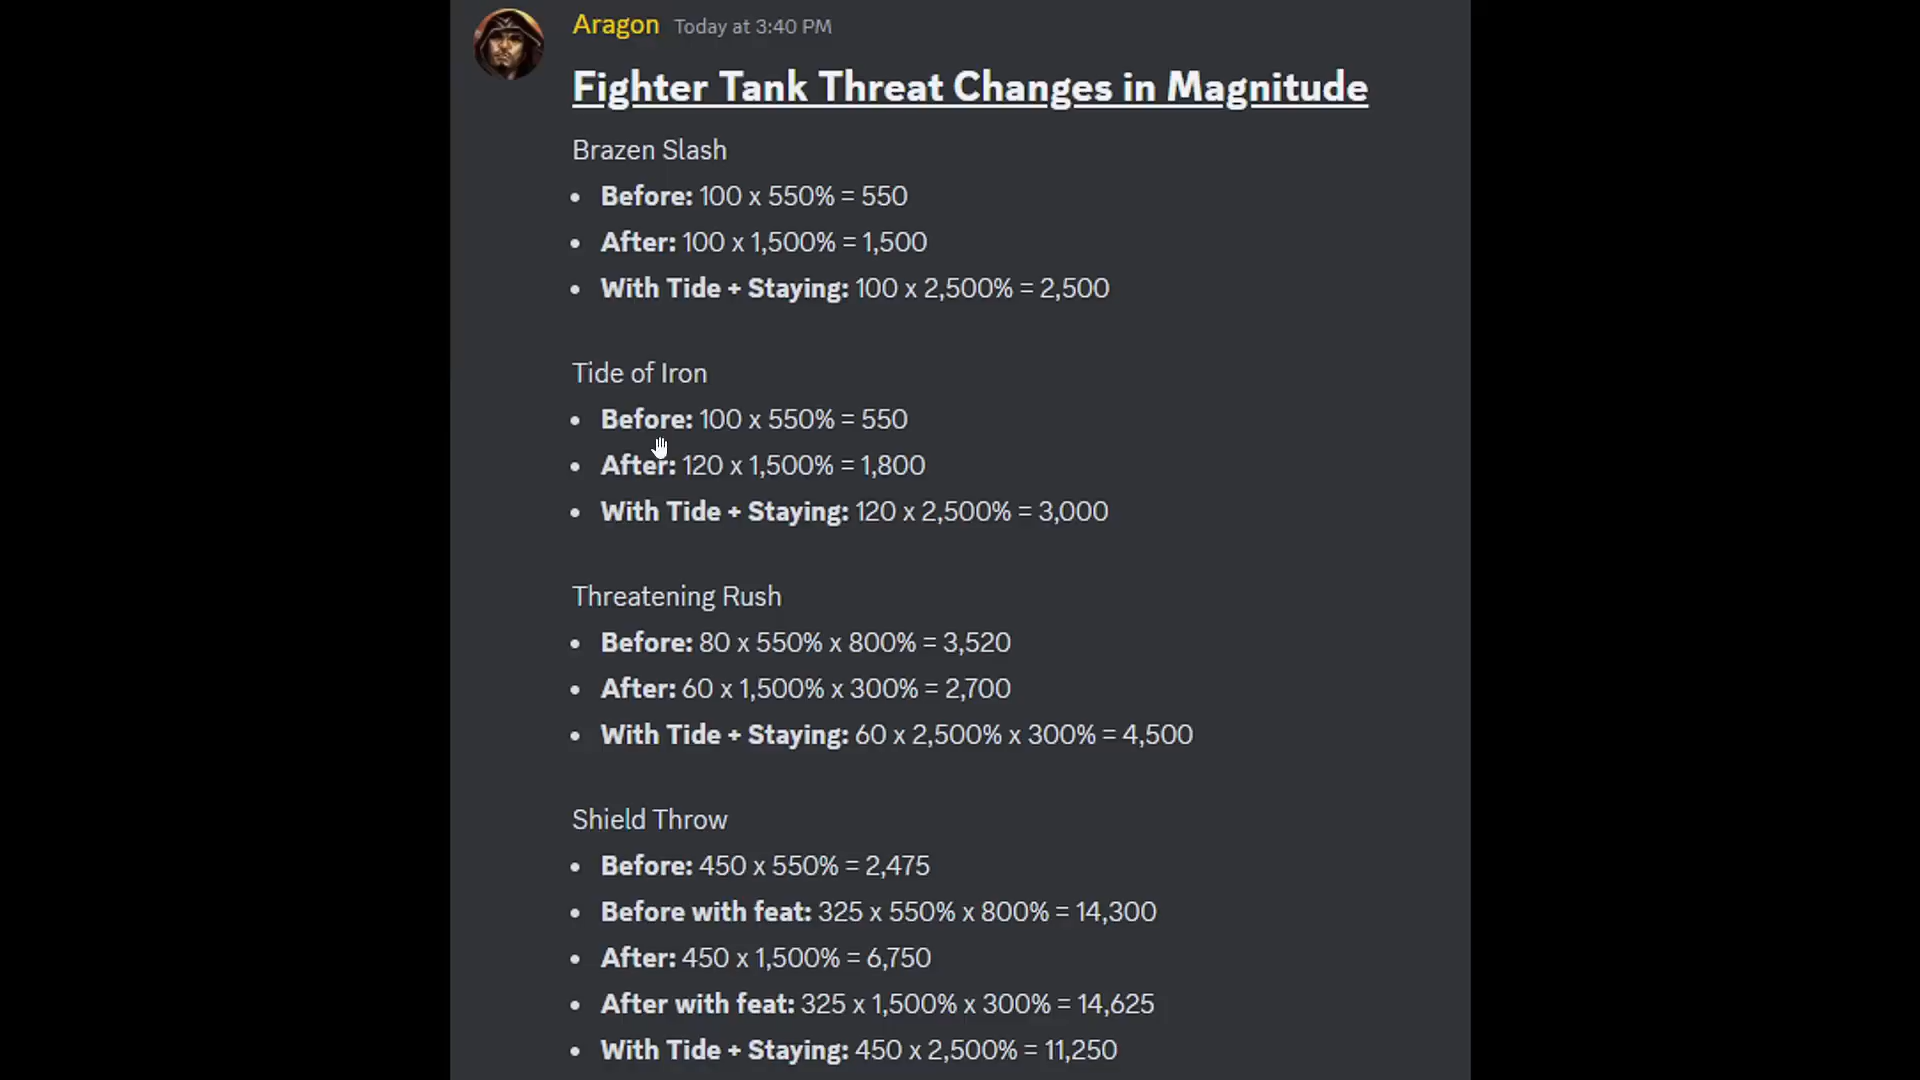 Aragon Today at 3:40 PM
Fighter Tank Threat Changes in Magnitude
Brazen Slash
• Before: 100 x 550% = 550
• After: 100 x 1,500% = 1,500
• With Tide + Staying: 100 x 2,500% = 2,500
Tide of Iron
• Before: 100 x 550% = 550
• After: 120 x 1,500% = 1,800
• With Tide + Staying: 120 x 2,500% = 3,000
Threatening Rush
• Before: 80 x 550% x 800% = 3,520
• After: 60 x 1,500% x 300% = 2,700
• With Tide + Staying: 60 x 2,500% x 300% = 4,500
Shield Throw
• Before: 450 x 550% = 2,475
• Before with feat: 325 x 550% x 800% = 14,300
• After: 450 x 1,500% = 6,750
• After with feat: 325 x 1,500% x 300% = 14,625
• With Tide + Staying: 450 x 2,500% = 11,250